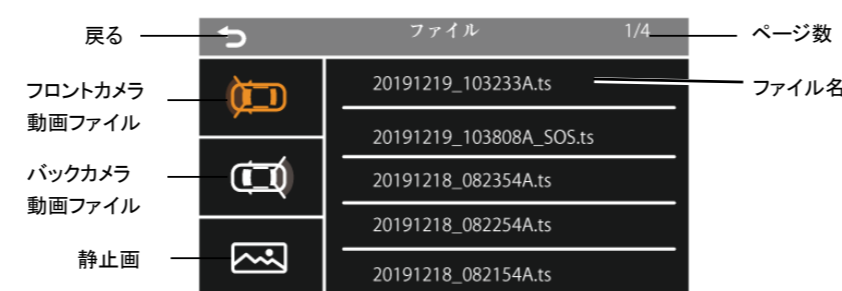 戻る
ファイル
1/4
ページ数
フロントカメラ
動画ファイル
20191219_103233A.ts
ファイル名
20191219_103808A_SOS.ts
バックカメラ
動画ファイル
20191218_082354A.ts
20191218_082254A.ts
静止画
20191218_082154A.ts